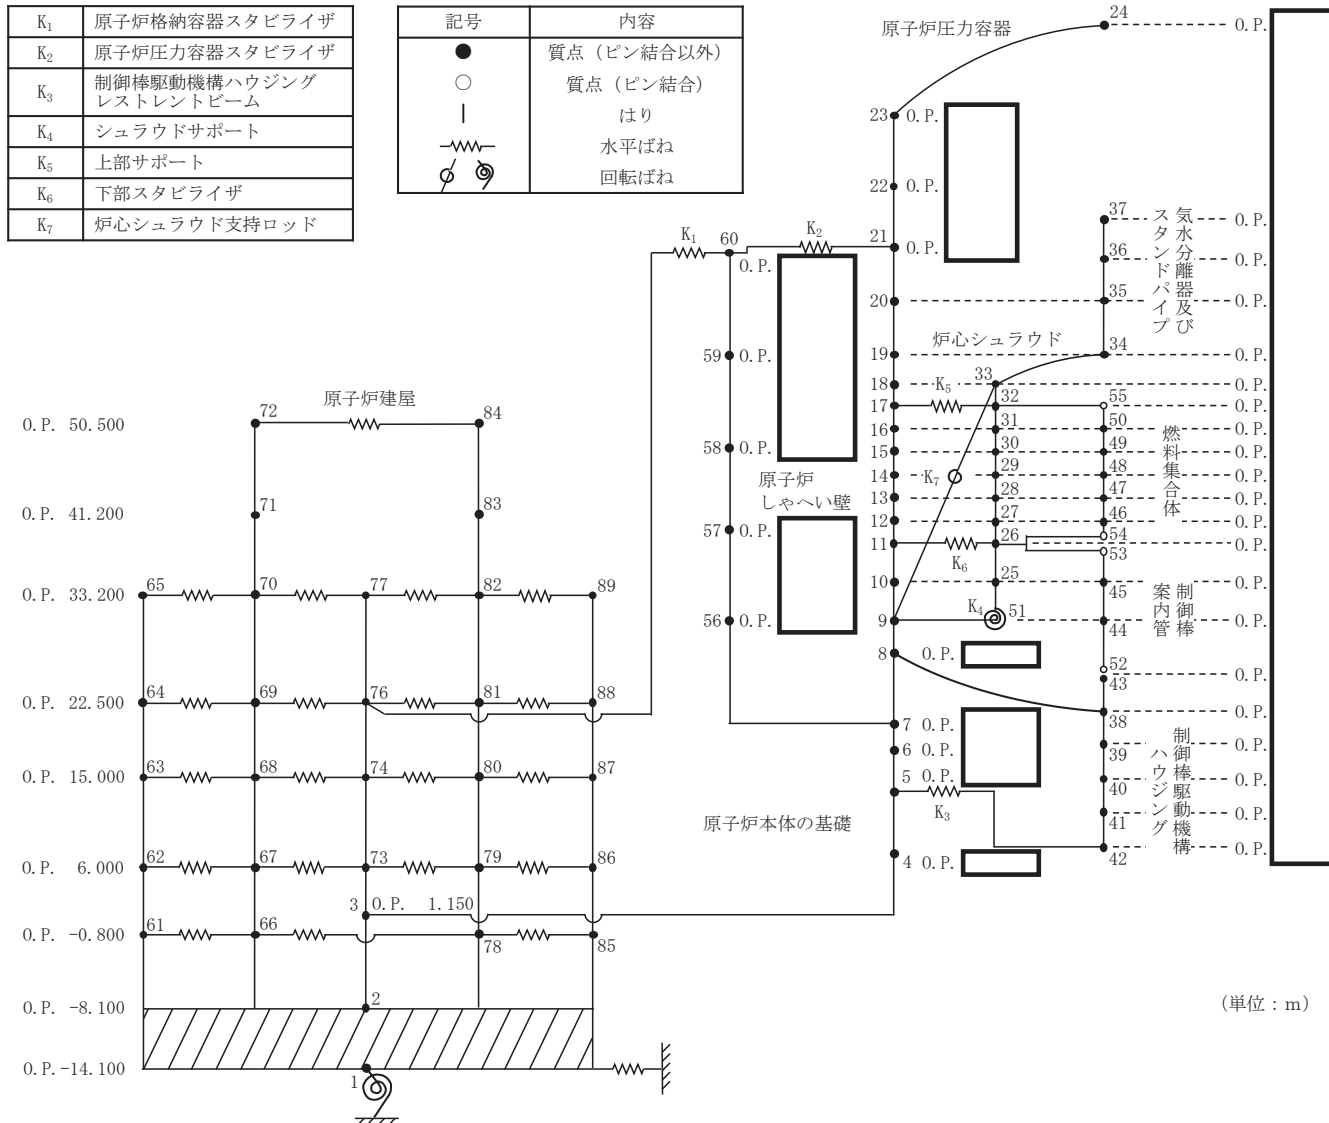 K₁ 原子炉格納容器スタビライザ
K₂ 原子炉圧力容器スタビライザ
K₃ 制御棒駆動機構ハウジング
レストレントビーム
K₄ シュラウドサポート
K₅ 上部サポート
K₆ 下部スタビライザ
K₇ 炉心シュラウド支持ロッド
記号 内容
質点（ピン結合以外）
質点（ピン結合）
はり
水平ばね
回転ばね
原子炉圧力容器
24 O.P.
23 O.P.
22 O.P.
21 O.P.
20
19
18
17
16
15
14
13
12
11
10
9
8 O.P.
7 O.P.
6 O.P.
5 O.P.
4 O.P.
K₁
60
O.P.
K₂
59 O.P.
58 O.P.
57 O.P.
56 O.P.
原子炉
しゃへい壁
原子炉本体の基礎
炉心シュラウド
K₅
K₇
K₆
K₄
K₃
33
32
31
30
29
28
27
26
25
51
37 O.P.
36 O.P.
35 O.P.
34 O.P.
O.P.
気水分離器及び
スタンドパイプ
55 O.P.
50 O.P.
49 O.P.
48 O.P.
47 O.P.
46 O.P.
54 O.P.
53
燃料集合体
45 O.P.
44 O.P.
制御棒
案内管
52 O.P.
43
38 O.P.
39 O.P.
40 O.P.
41 O.P.
42 O.P.
制御棒駆動機構
ハウジング
原子炉建屋
O.P. 50.500 72 84
O.P. 41.200 71 83
O.P. 33.200 65 70 77 82 89
O.P. 22.500 64 69 76 81 88
O.P. 15.000 63 68 74 80 87
O.P. 6.000 62 67 73 79 86
3 O.P. 1.150
O.P. -0.800 61 66 78 85
O.P. -8.100 2
O.P.-14.100 1
（単位：m）